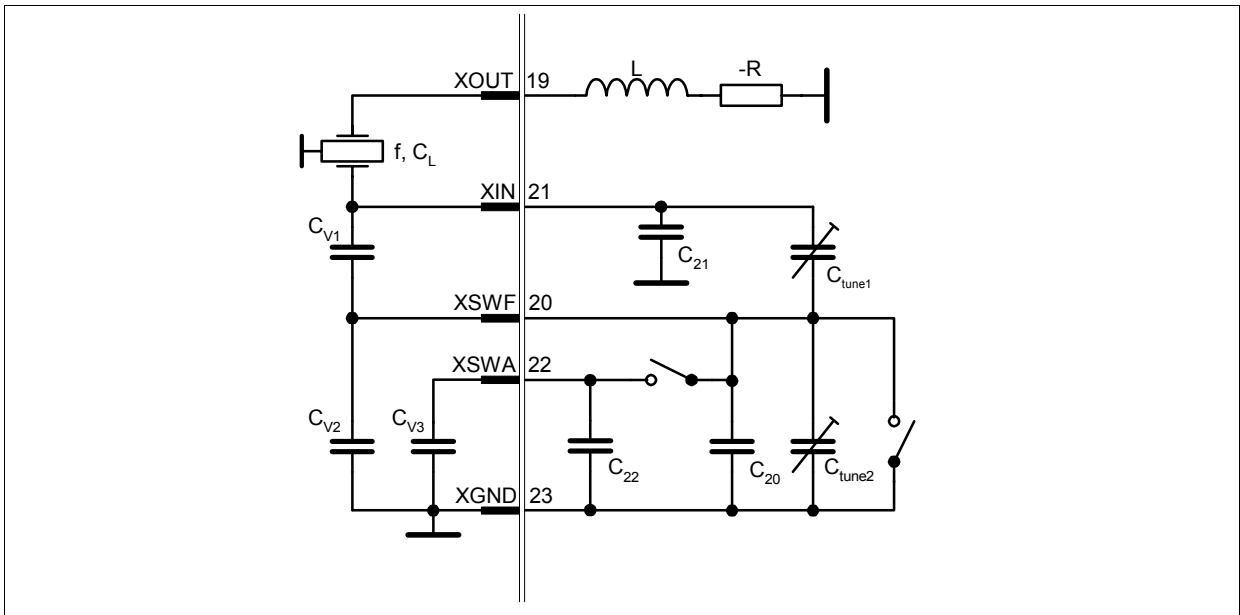 L
-R
XOUT 19
f, C_L
XIN 21
C_V1
C_21
C_tune1
XSWF 20
XSWA 22
C_V2
C_V3
C_22
C_20
C_tune2
XGND 23